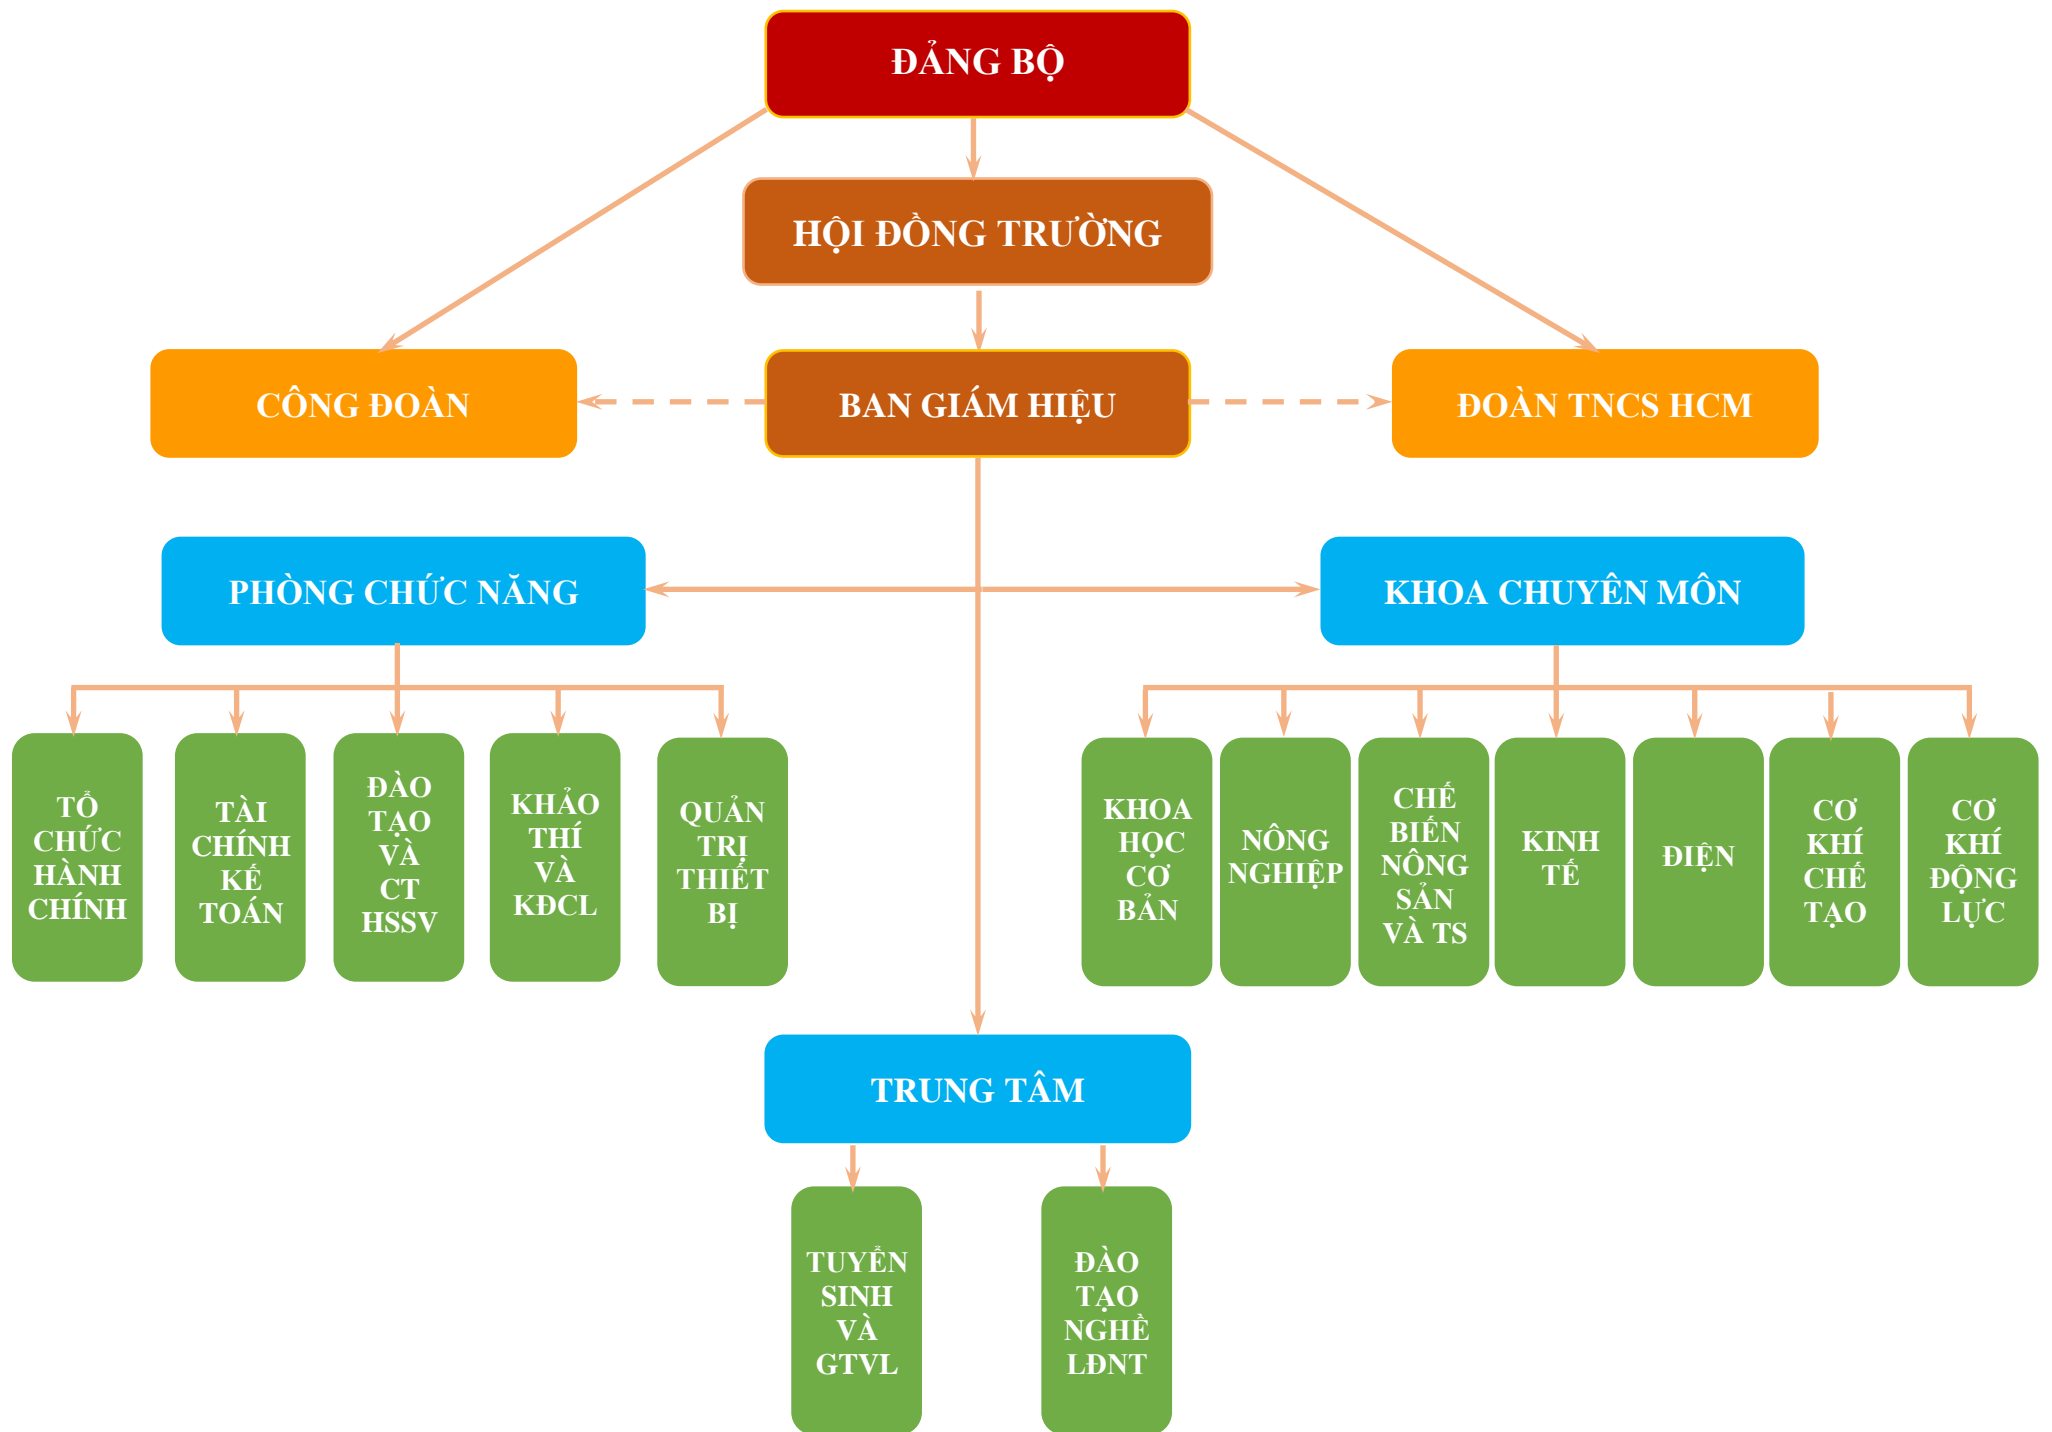 ĐẢNG BỘ
HỘI ĐỒNG TRƯỜNG
CÔNG ĐOÀN
BAN GIÁM HIỆU
ĐOÀN TNCS HCM
PHÒNG CHỨC NĂNG
KHOA CHUYÊN MÔN
TỔ
CHỨC
HÀNH
CHÍNH
TÀI
CHÍNH
KẾ
TOÁN
ĐÀO
TẠO
VÀ
CT
HSSV
KHẢO
THÍ
VÀ
KĐCL
QUẢN
TRỊ
THIẾT
BỊ
KHOA
HỌC
CƠ
BẢN
NÔNG
NGHIỆP
CHẾ
BIẾN
NÔNG
SẢN
VÀ TS
KINH
TẾ
ĐIỆN
CƠ
KHÍ
CHẾ
TẠO
CƠ
KHÍ
ĐỘNG
LỰC
TRUNG TÂM
TUYỂN
SINH
VÀ
GTVL
ĐÀO
TẠO
NGHỀ
LĐNT